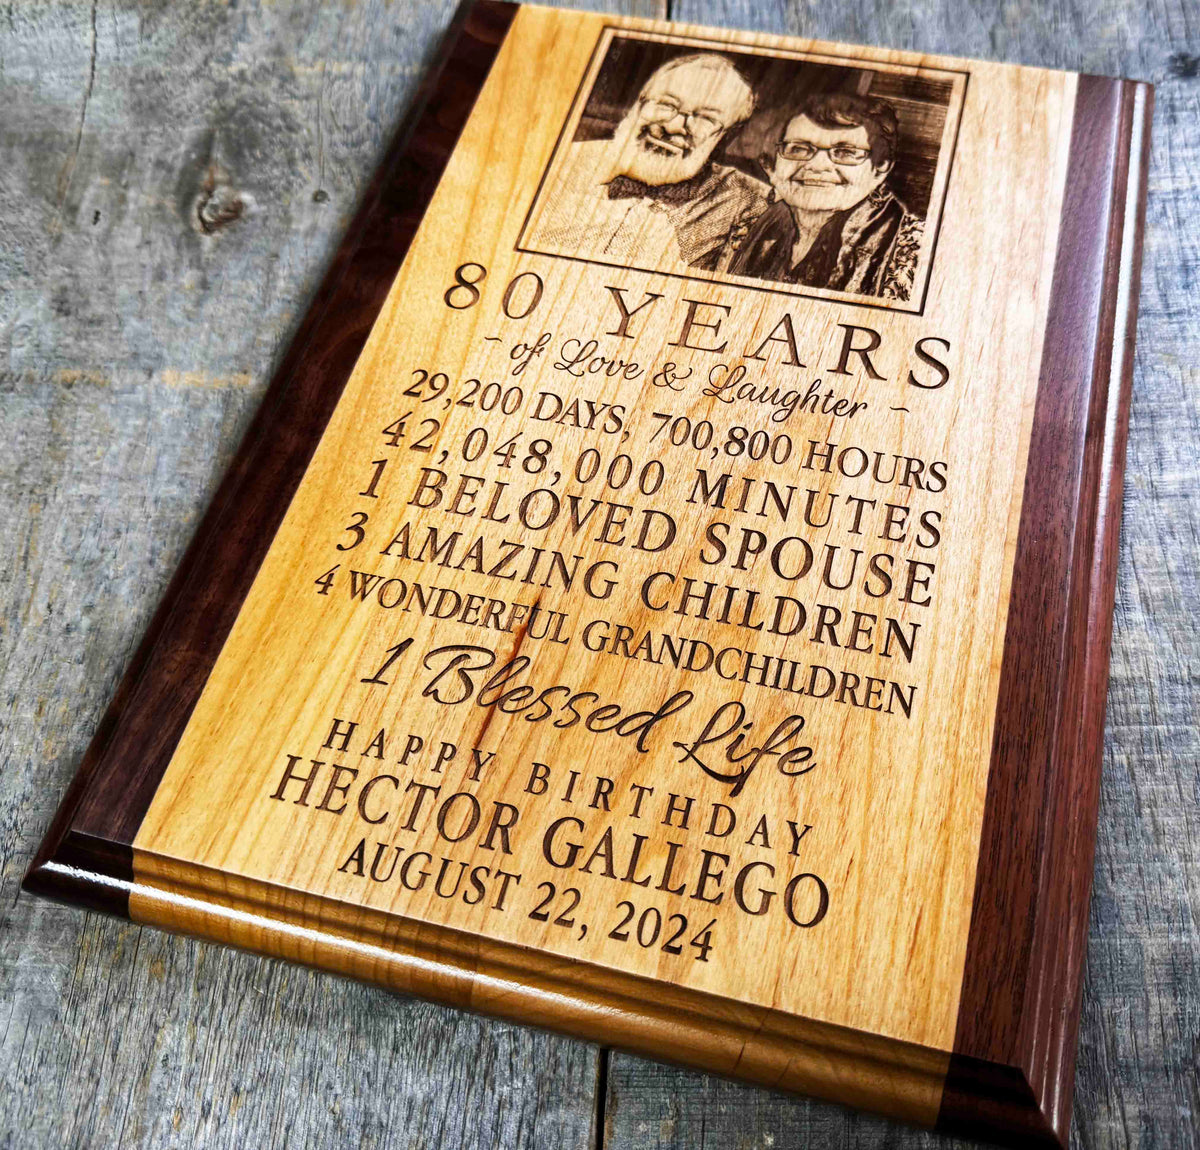 80 YEARS
~ of Love & Laughter ~
29,200 DAYS, 700,800 HOURS
42,048,000 MINUTES
1 BELOVED SPOUSE
3 AMAZING CHILDREN
4 WONDERFUL GRANDCHILDREN
1 Blessed Life
HAPPY BIRTHDAY
HECTOR GALLEGO
AUGUST 22, 2024